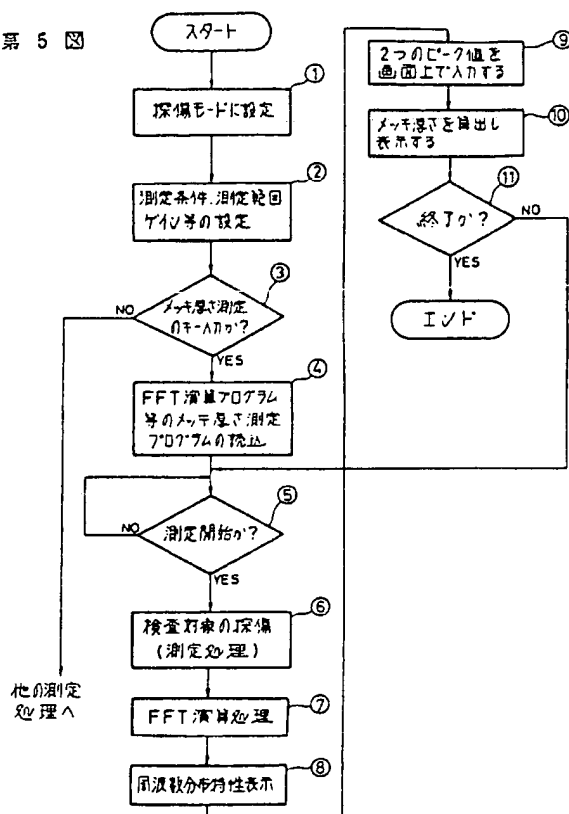 第5図
スタート
①
探傷モードに設定
②
測定条件、測定範囲
ゲイン等の設定
③
メッキ厚さ測定
のキー入力か?
NO
YES
④
FFT演算プログラム
等のメッキ厚さ測定
プログラムの読込
⑤
測定開始か?
NO
YES
⑥
検査対象の探傷
(測定処理)
他の測定
処理へ
⑦
FFT演算処理
⑧
周波数分布特性表示
⑨
2つのピーク値を
画面上で入力する
⑩
メッキ厚さを算出し
表示する
⑪
終了か?
NO
YES
エンド